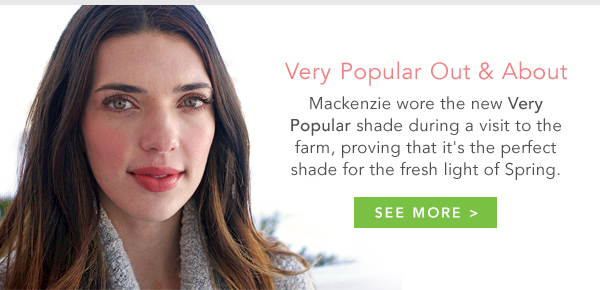 Very Popular Out & About
Mackenzie wore the new Very
Popular shade during a visit to the
farm, proving that it's the perfect
shade for the fresh light of Spring.
SEE MORE >